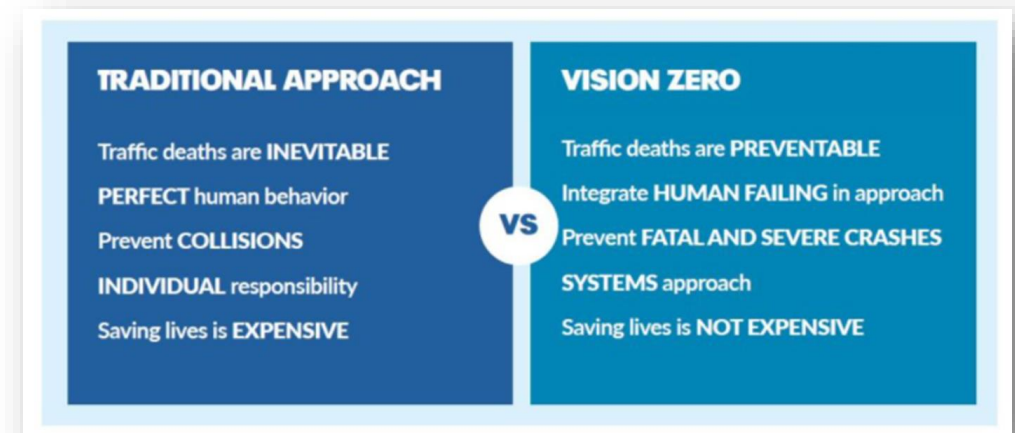 TRADITIONAL APPROACH
Traffic deaths are INEVITABLE
PERFECT human behavior
Prevent COLLISIONS
INDIVIDUAL responsibility
Saving lives is EXPENSIVE
VS
VISION ZERO
Traffic deaths are PREVENTABLE
Integrate HUMAN FAILING in approach
Prevent FATAL AND SEVERE CRASHES
SYSTEMS approach
Saving lives is NOT EXPENSIVE